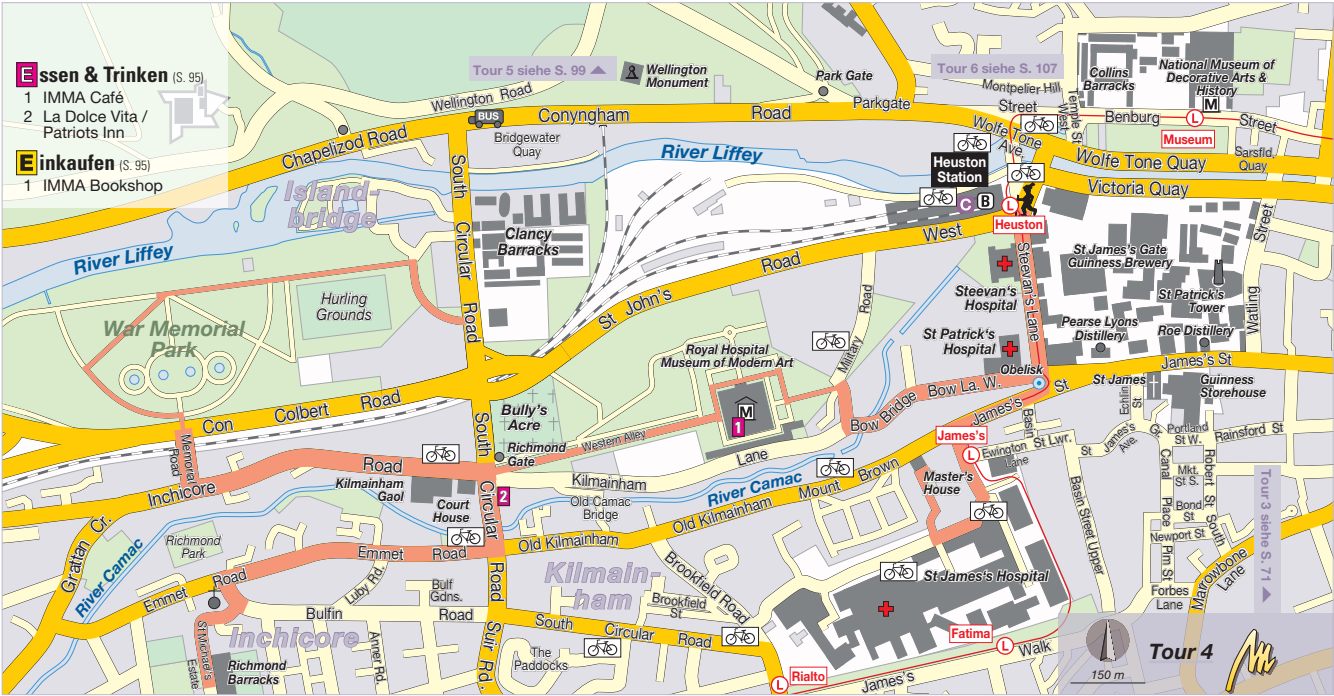 Essen & Trinken (S. 95)
1 IMMA Café
2 La Dolce Vita /
Patriots Inn
Einkaufen (S. 95)
1 IMMA Bookshop
Tour 5 siehe S. 99
Wellington
Monument
Park Gate
Tour 6 siehe S. 107
Montpelier Hill
Street
Temple St.
West
Collins
Barracks
National Museum of
Decorative Arts &
History
M
Wellington Road
BUS
Conyngham
Road
Parkgate
Benburg
L
Street
Museum
Chapelizod Road
Bridgewater
Quay
Wolfe Tone
Ave.
Wolfe Tone Quay
Sarsfld.
Quay
River Liffey
Heuston
Station
C
B
L
Heuston
Victoria Quay
Island-
bridge
South
Circular
Road
Clancy
Barracks
River Liffey
West
Road
St John's
Steevan's Lane
St James's Gate
Guinness Brewery
Street
Watling
Steevan's
Hospital
St Patrick's
Tower
Hurling
Grounds
War Memorial
Park
Military
Road
St Patrick's
Hospital
Pearse Lyons
Distillery
Roe Distillery
Royal Hospital
Museum of Modern Art
M
1
Obelisk
James's St
Bow La. W.
Bow Bridge
James's
St
St James
Guinness
Storehouse
Con
Colbert
Road
Bully's
Acre
Richmond
Gate
Western Alley
Basin
Echlin
St
James's
Ave.
Gr.
Portland
St W.
Rainsford St
James's
L
Ewington
Lane
St Lwr.
St
Memorial
Road
Road
Inchicore
South
Circular
Road
Kilmainham
Lane
Kilmainham
Gaol
Court
House
2
Old Camac
Bridge
River Camac
Old Kilmainham
Mount
Brown
Master's
House
Basin Street Upper
Canal
Place
Pim St
Mkt.
St S.
Robert St
South
Bond
St
Newport St
Tour 3 siehe S. 71
Grattan Cr.
River Camac
Richmond
Park
Emmet
Road
Emmet
Road
Old Kilmainham
Kilmain-
ham
Brookfield Road
Brookfield
St
St James's Hospital
Forbes
Lane
Marrowbone
Lane
Luby Rd.
Bulf
Gdns.
Bulfin
Road
Inchicore
St Michael's
Estate
Richmond
Barracks
Anner Rd.
Surr Rd.
South
Circular
Road
The
Paddocks
Fatima
L
Walk
James's
L
Rialto
150 m
Tour 4